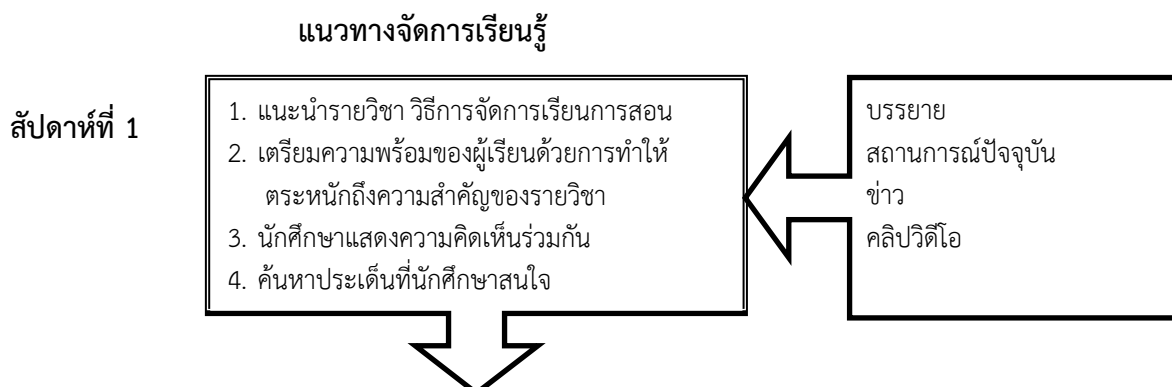 แนวทางจัดการเรียนรู้
สัปดาห์ที่ 1
1. แนะนำรายวิชา วิธีการจัดการเรียนการสอน
2. เตรียมความพร้อมของผู้เรียนด้วยการทำให้
ตระหนักถึงความสำคัญของรายวิชา
3. นักศึกษาแสดงความคิดเห็นร่วมกัน
4. ค้นหาประเด็นที่นักศึกษาสนใจ
บรรยาย
สถานการณ์ปัจจุบัน
ข่าว
คลิปวิดีโอ